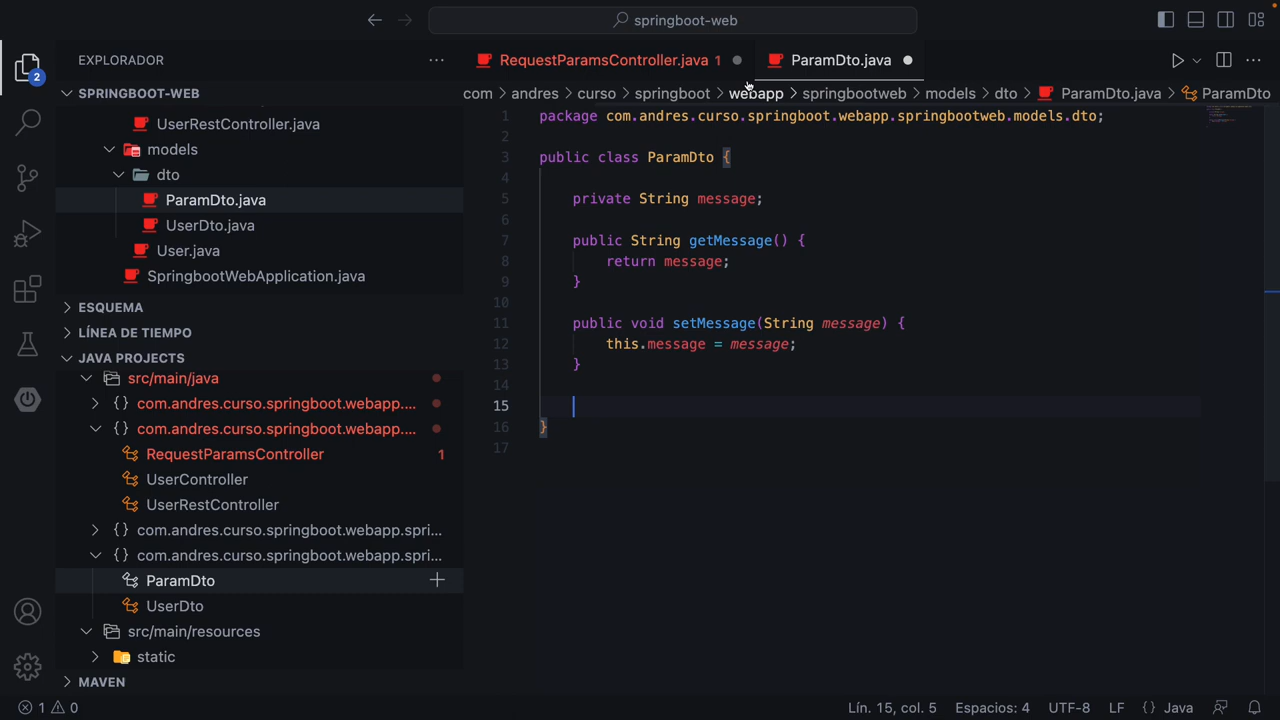 springboot-web
EXPLORADOR
RequestParamsController.java 1
ParamDto.java
SPRINGBOOT-WEB
com > andres > curso > springboot > webapp > springbootweb > models > dto > ParamDto.java > ParamDto
UserRestController.java
models
dto
ParamDto.java
UserDto.java
User.java
SpringbootWebApplication.java
ESQUEMA
LÍNEA DE TIEMPO
JAVA PROJECTS
src/main/java
com.andres.curso.springboot.webapp....
com.andres.curso.springboot.webapp....
RequestParamsController 1
UserController
UserRestController
com.andres.curso.springboot.webapp.spri...
com.andres.curso.springboot.webapp.spri...
ParamDto
UserDto
src/main/resources
static
MAVEN
2
1 package com.andres.curso.springboot.webapp.springbootweb.models.dto;
2
3 public class ParamDto {
4
5 private String message;
6
7 public String getMessage() {
8 return message;
9 }
10
11 public void setMessage(String message) {
12 this.message = message;
13 }
14
15
16 }
17
1 0
Lín. 15, col. 5
Espacios: 4
UTF-8
LF
{} Java